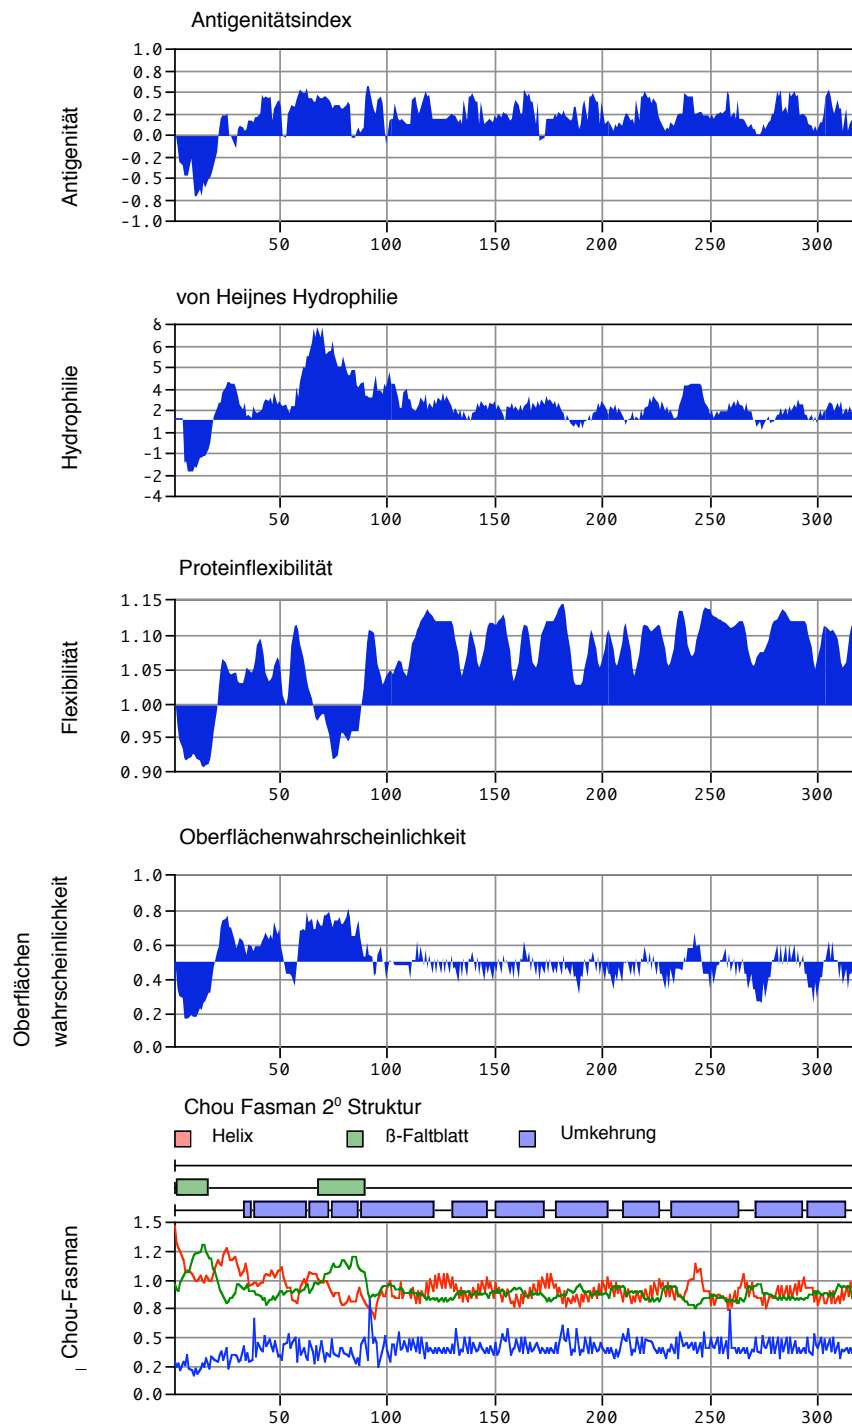 Antigenitätsindex
Antigenität
1.0
0.8
0.5
0.2
0.0
-0.2
-0.5
-0.8
-1.0
50 100 150 200 250 300
von Heijnes Hydrophilie
Hydrophilie
8
6
5
4
2
1
-1
-2
-4
50 100 150 200 250 300
Proteinflexibilität
Flexibilität
1.15
1.10
1.05
1.00
0.95
0.90
50 100 150 200 250 300
Oberflächenwahrscheinlichkeit
Oberflächen
wahrscheinlichkeit
1.0
0.8
0.6
0.4
0.2
0.0
50 100 150 200 250 300
Chou Fasman 2⁰ Struktur
Helix ß-Faltblatt Umkehrung
_ Chou-Fasman
1.5
1.2
1.0
0.8
0.5
0.2
0.0
50 100 150 200 250 300